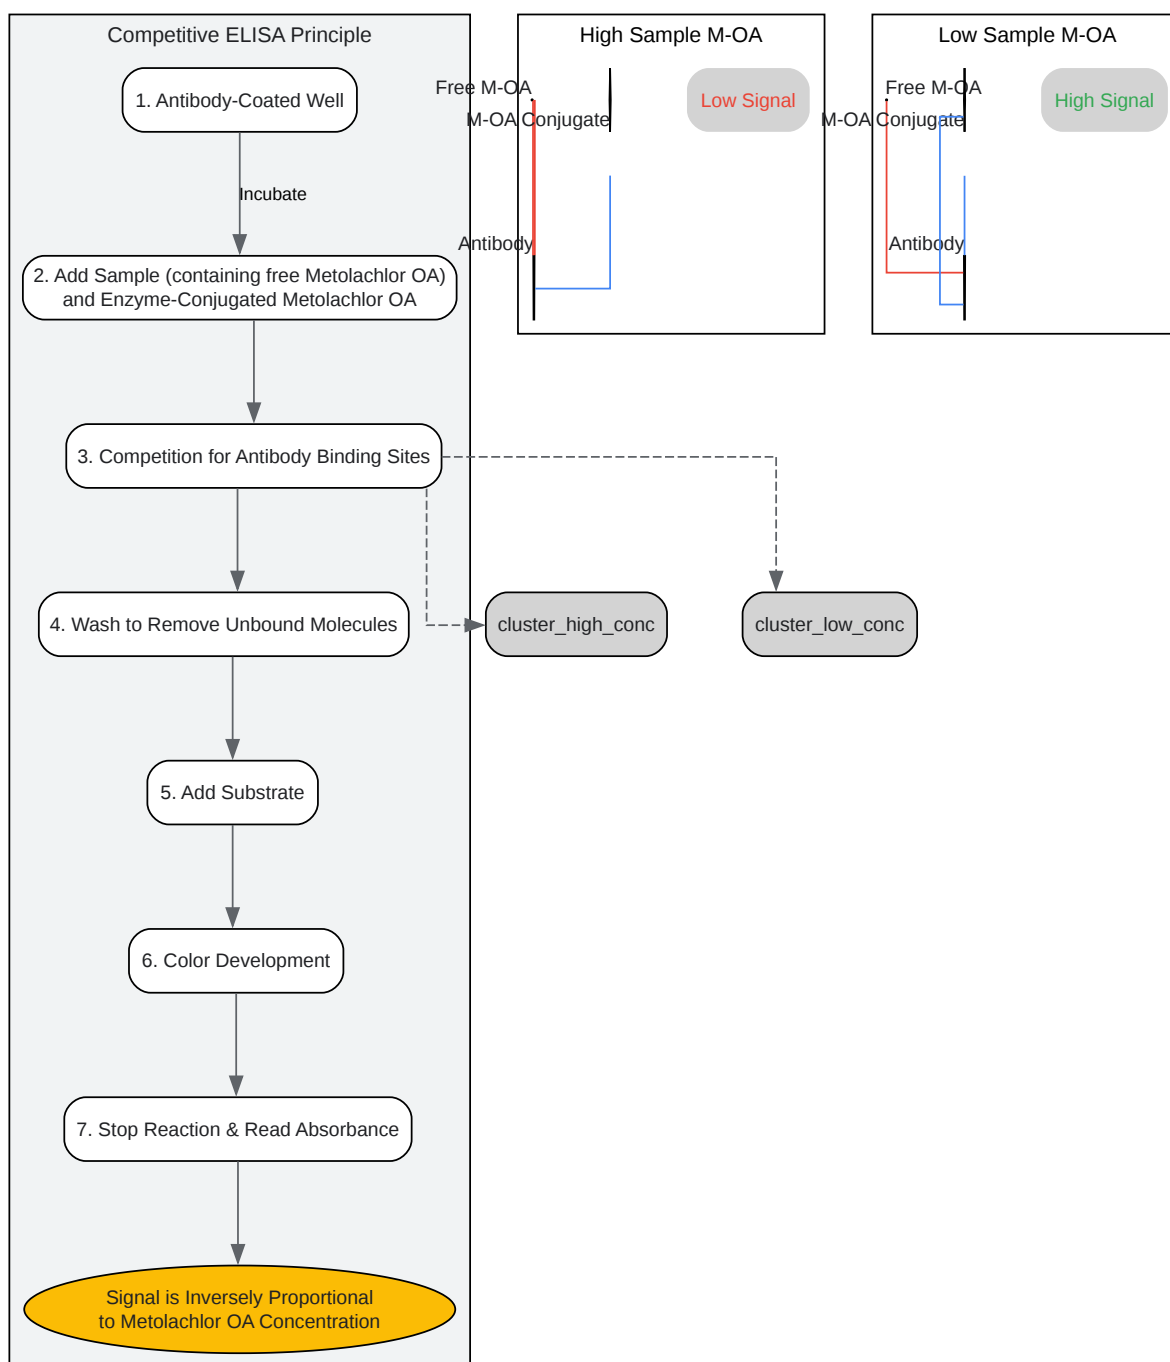 Competitive ELISA Principle
1. Antibody-Coated Well
Incubate
2. Add Sample (containing free Metolachlor OA)
and Enzyme-Conjugated Metolachlor OA
3. Competition for Antibody Binding Sites
4. Wash to Remove Unbound Molecules
5. Add Substrate
6. Color Development
7. Stop Reaction & Read Absorbance
Signal is Inversely Proportional
to Metolachlor OA Concentration
High Sample M-OA
Free M-OA
M-OA Conjugate
Antibody
Low Signal
Low Sample M-OA
Free M-OA
M-OA Conjugate
Antibody
High Signal
cluster_high_conc
cluster_low_conc